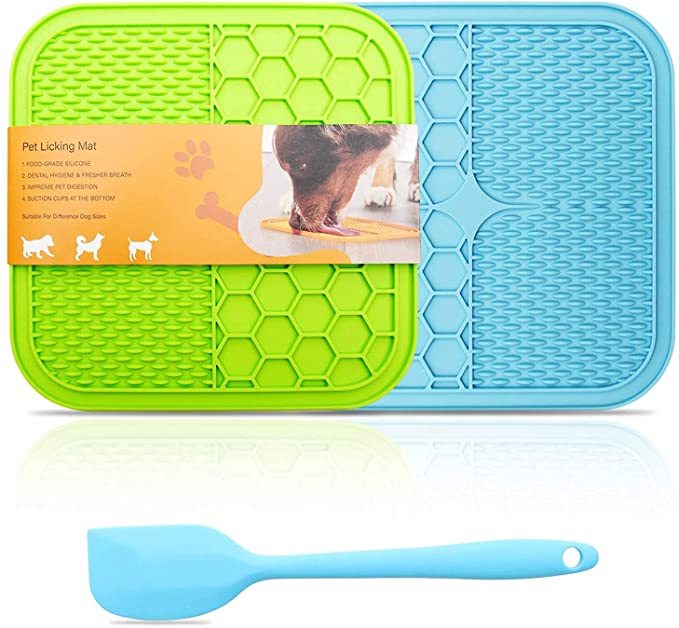 Pet Licking Mat
1.FOOD-GRADE SILICONE
2. DENTAL HYGIENE & FRESHER BREATH
3. IMPROME PET DIGESTION
4. SUCTION CUPS AT THE BOTTOM
Suitable For Difference Dog Sizes.